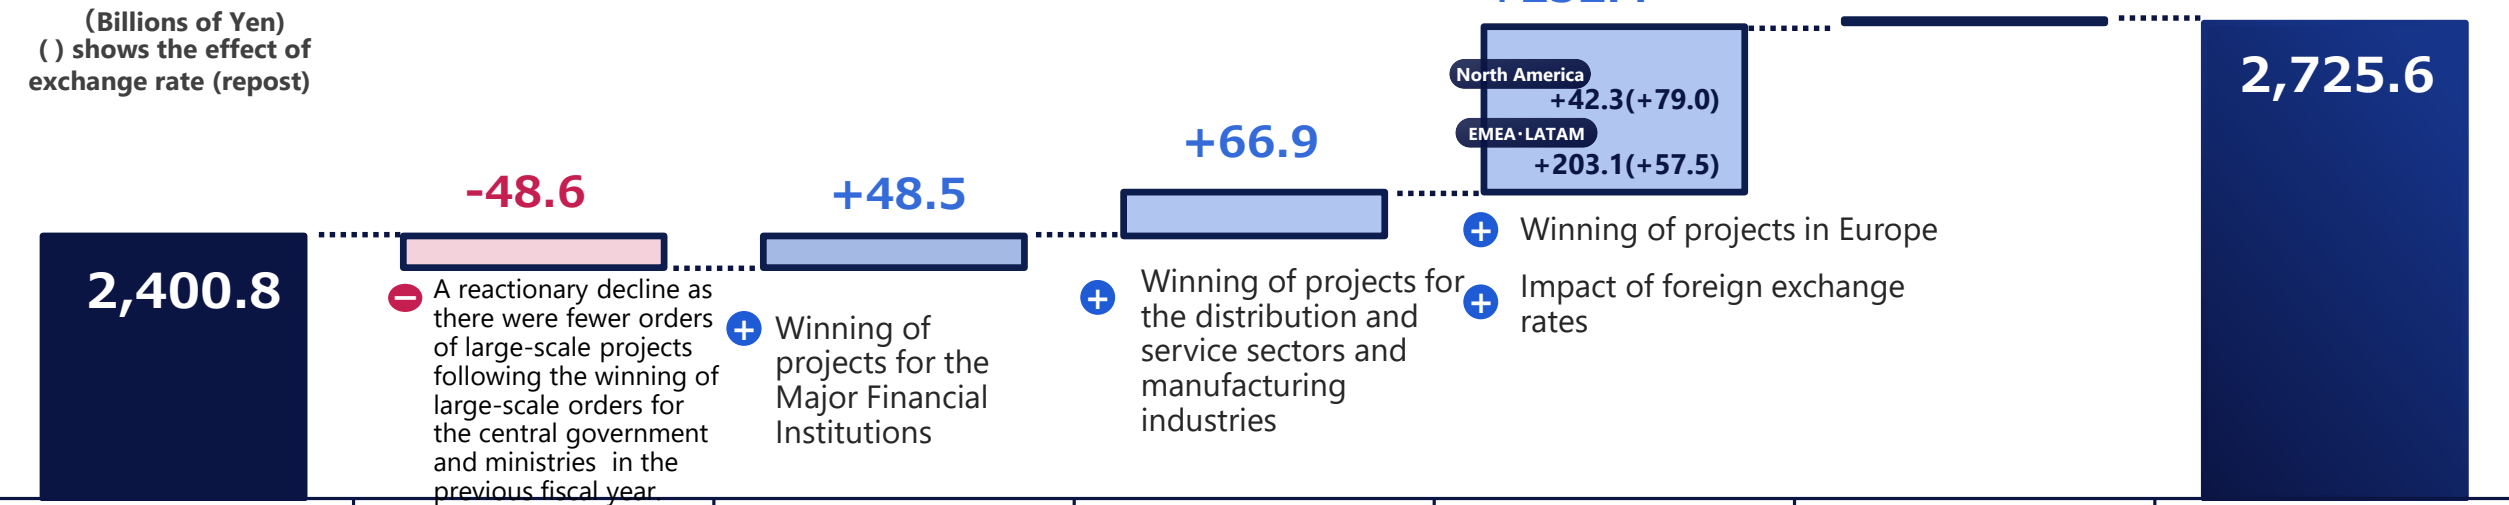 (Billions of Yen)
( ) shows the effect of
exchange rate (repost)
2,400.8
-48.6
A reactionary decline as
there were fewer orders
of large-scale projects
following the winning of
large-scale orders for
the central government
and ministries  in the
previous fiscal year.
+48.5
Winning of
projects for the
Major Financial
Institutions
+66.9
Winning of projects for
the distribution and
service sectors and
manufacturing
industries
North America
+42.3(+79.0)
EMEA・LATAM
+203.1(+57.5)
Winning of projects in Europe
Impact of foreign exchange
rates
2,725.6